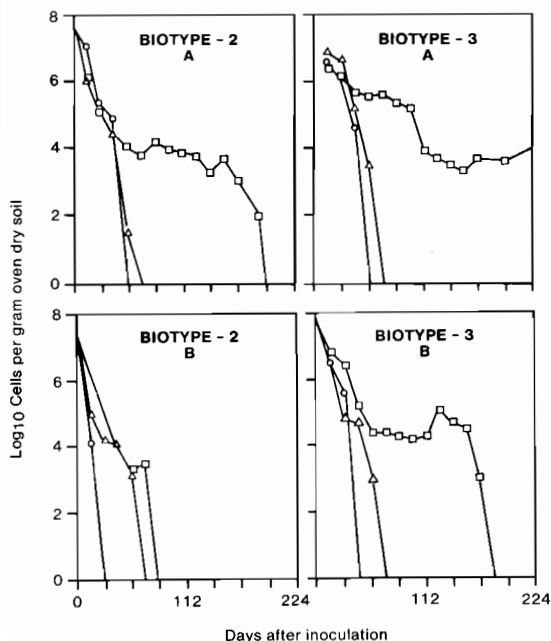 BIOTYPE - 2
A
BIOTYPE - 3
A
8
6
4
2
0
BIOTYPE - 2
B
BIOTYPE - 3
B
8
6
4
2
0
0
112
224
112
224
Log10 Cells per gram oven dry soil
Days after inoculation